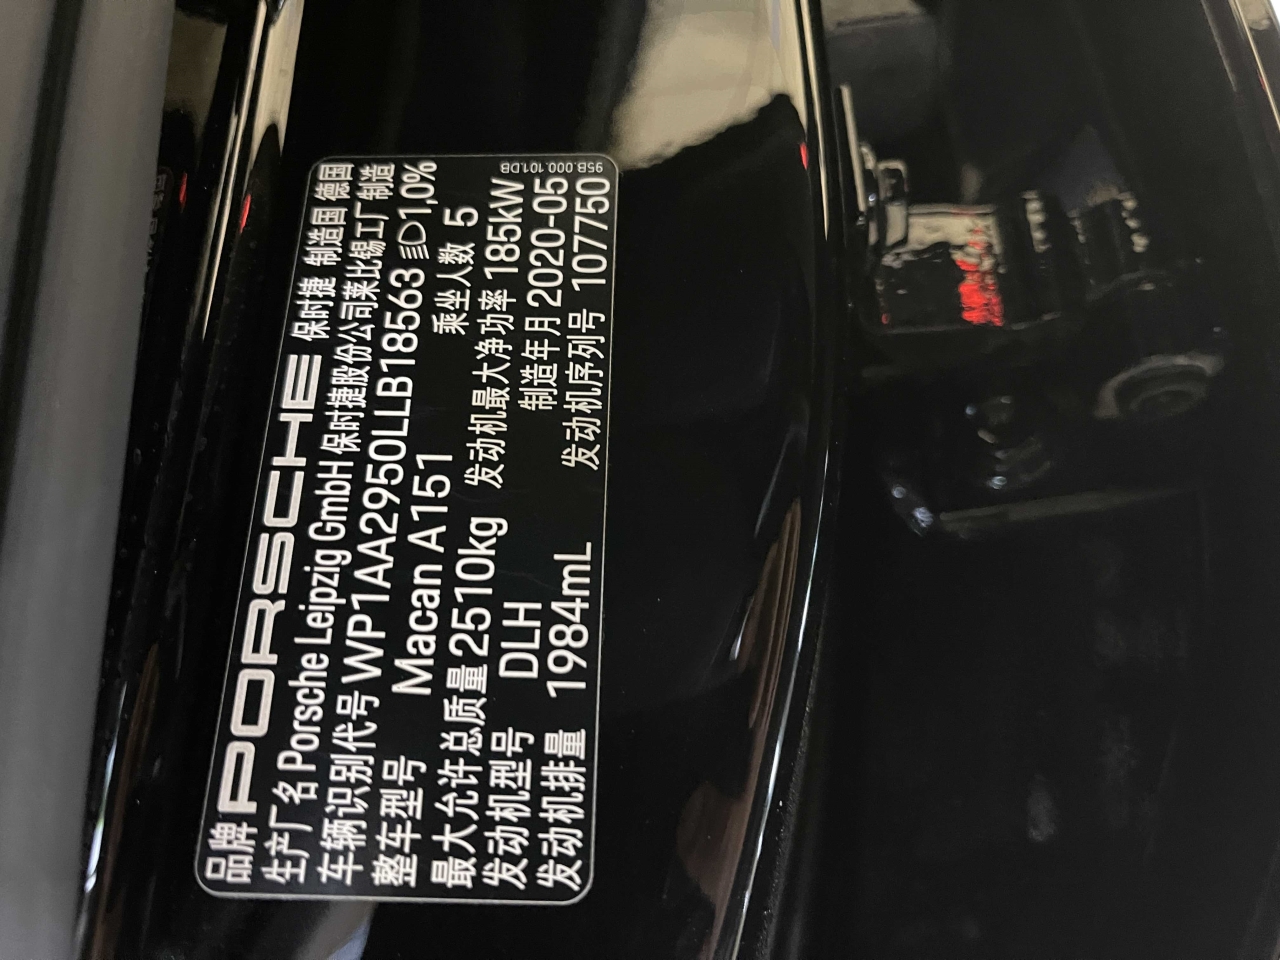 品牌 PORSCHE 保时捷 制造国 德国
生产厂名 Porsche Leipzig GmbH 保时捷股份公司莱比锡工厂制造
车辆识别代号 WP1AA2950LLB18563 1,0%
整车型号 Macan A151 乘坐人数 5
最大允许总质量 2510kg 发动机最大净功率 185kW
发动机型号 DLH 制造年月 2020-05
发动机排量 1984mL 发动机序列号 107750
95B.000.101.DB